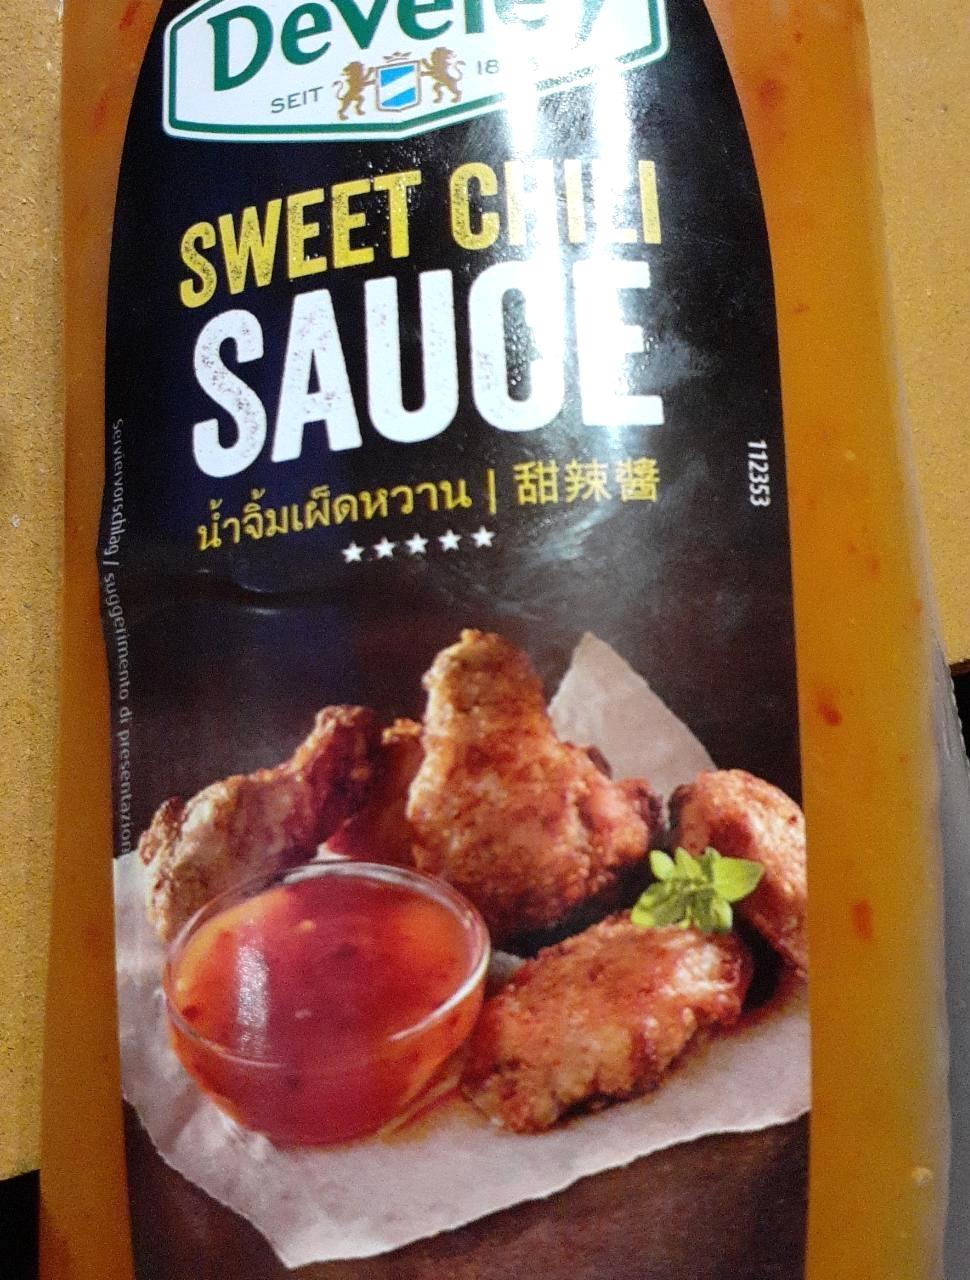 Develey
SEIT
SWEET CHILI
SAUCE
น้ำจิ้มเผ็ดหวาน | 甜辣醬
112353
Serviervorschlag / suggerimento di presentazion